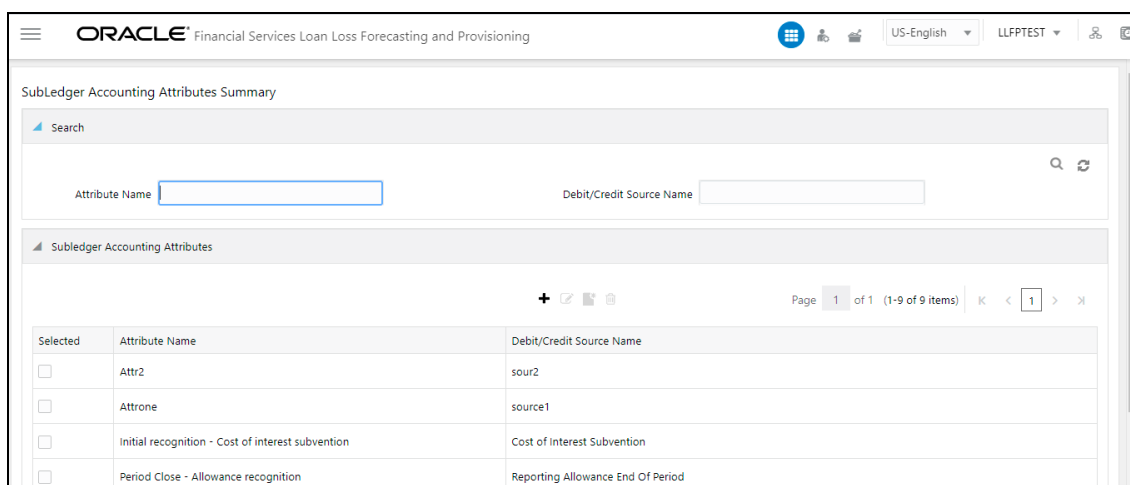 ORACLE® Financial Services Loan Loss Forecasting and Provisioning US-English LLFPTEST
SubLedger Accounting Attributes Summary
Search
Attribute Name Debit/Credit Source Name
Subledger Accounting Attributes
Page 1 of 1 (1-9 of 9 items) 1
Selected Attribute Name Debit/Credit Source Name
Attr2 sour2
Attrone source1
Initial recognition - Cost of interest subvention Cost of Interest Subvention
Period Close - Allowance recognition Reporting Allowance End Of Period